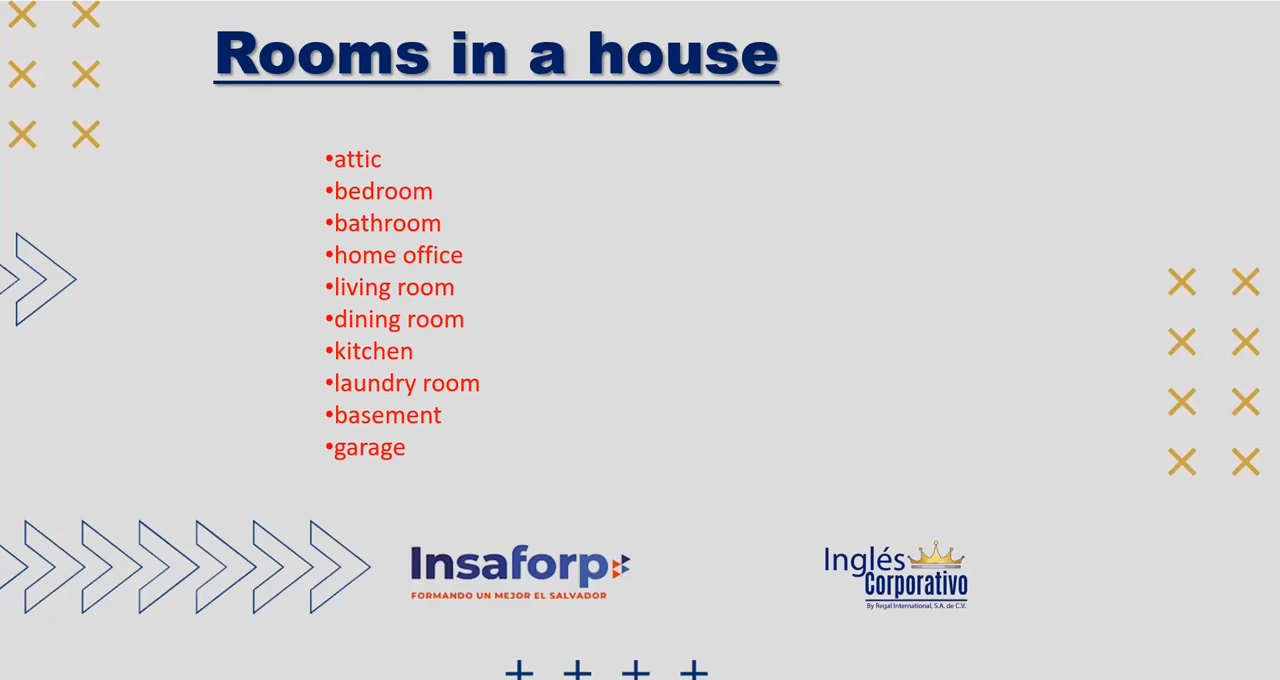 Rooms in a house
•attic
•bedroom
•bathroom
•home office
•living room
•dining room
•kitchen
•laundry room
•basement
•garage
Insaforp
FORMANDO UN MEJOR EL SALVADOR
Inglés
Corporativo
By Regal International, S.A. de C.V.